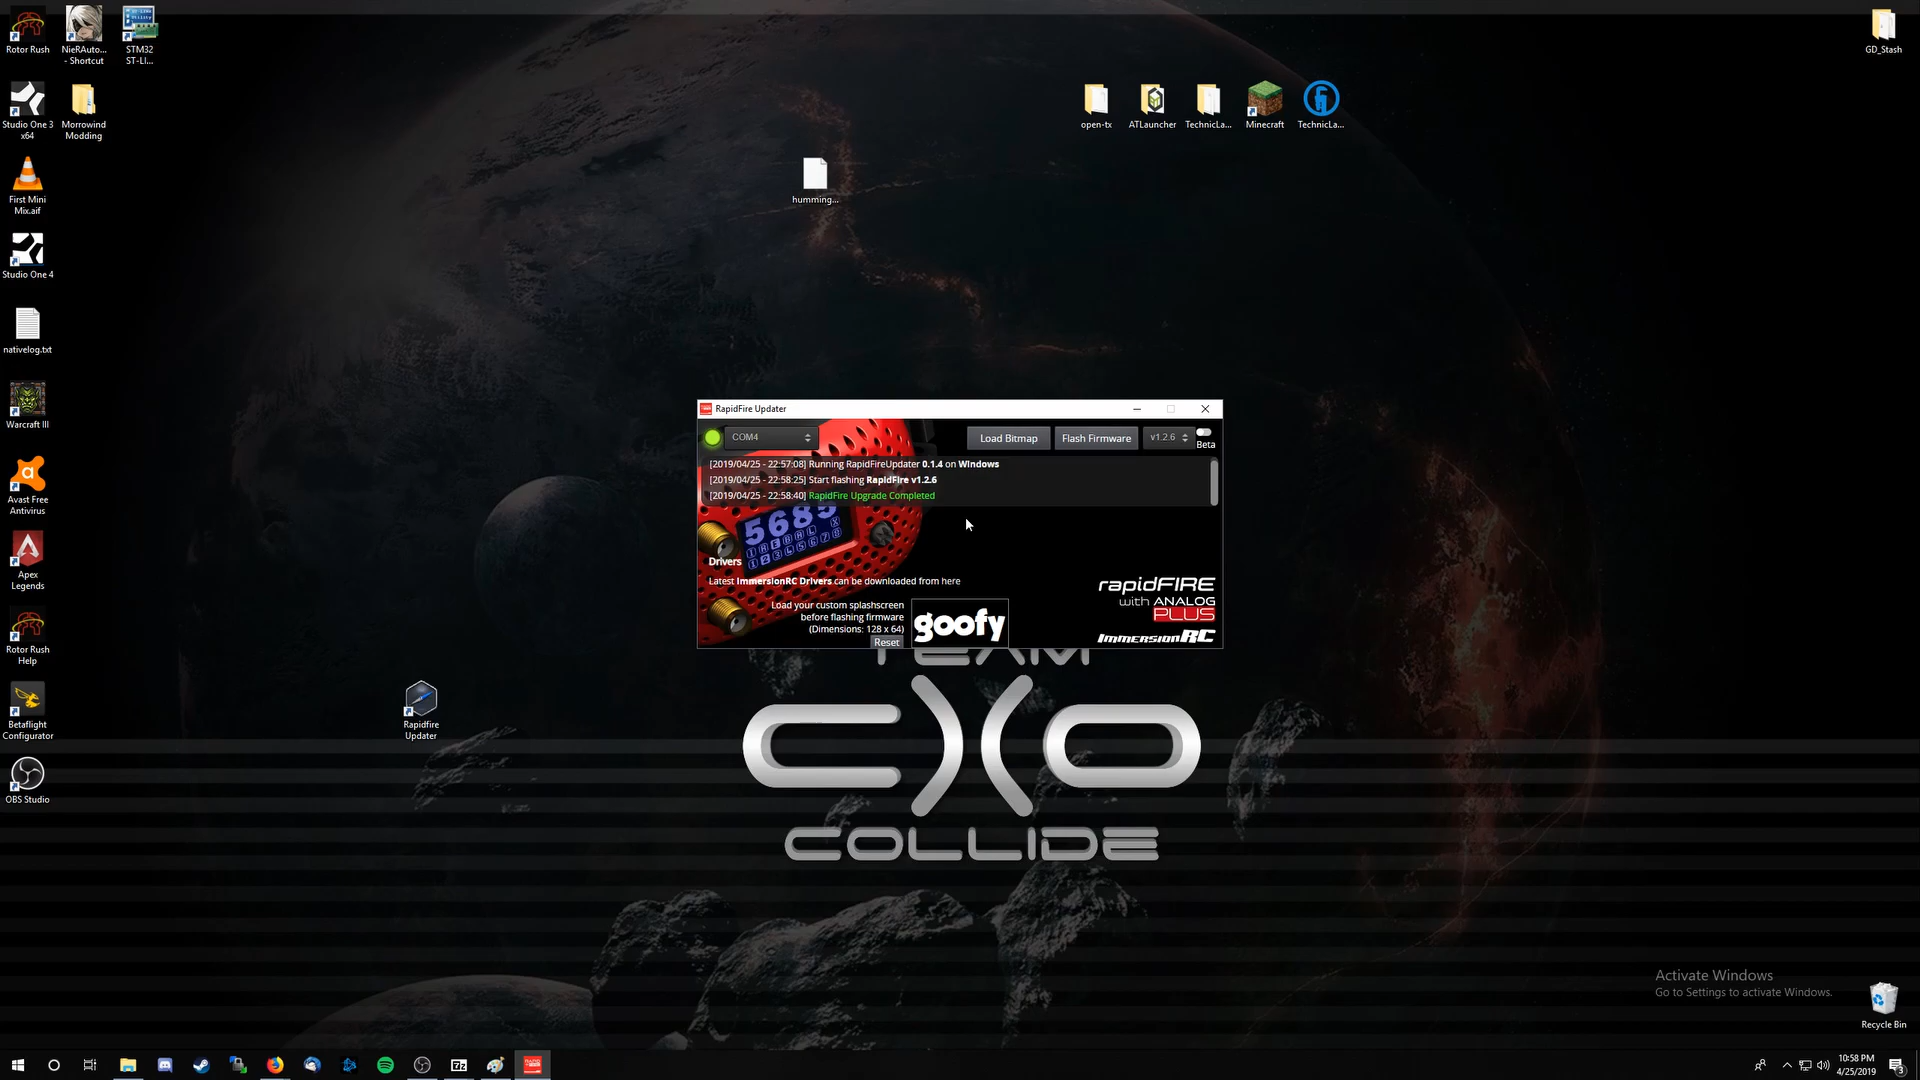 Rotor Rush
NieRAuto...
- Shortcut
STM32
ST-LI...
GD_Stash
Studio One 3
x64
Morrowind
Modding
open-tx
ATLauncher
TechnicLa...
Minecraft
TechnicLa...
First Mini
Mix.aif
humming...
Studio One 4
nativelog.txt
Warcraft III
Avast Free
Antivirus
Apex
Legends
Rotor Rush
Help
Betaflight
Configurator
OBS Studio
Rapidfire
Updater
RapidFire Updater
COM4
Load Bitmap
Flash Firmware
v1.2.6
Beta
[2019/04/25 - 22:57:08] Running RapidFireUpdater 0.1.4 on Windows
[2019/04/25 - 22:58:25] Start flashing RapidFire v1.2.6
[2019/04/25 - 22:58:40] RapidFire Upgrade Completed
5685
Drivers
Latest ImmersionRC Drivers can be downloaded from here
Load your custom splashscreen
before flashing firmware
(Dimensions: 128 x 64)
Reset
goofy
rapidFIRE
with ANALOG
PLUS
ImmersionRC
TEAM
COLLIDE
Activate Windows
Go to Settings to activate Windows.
Recycle Bin
7z
10:58 PM
4/25/2019
3